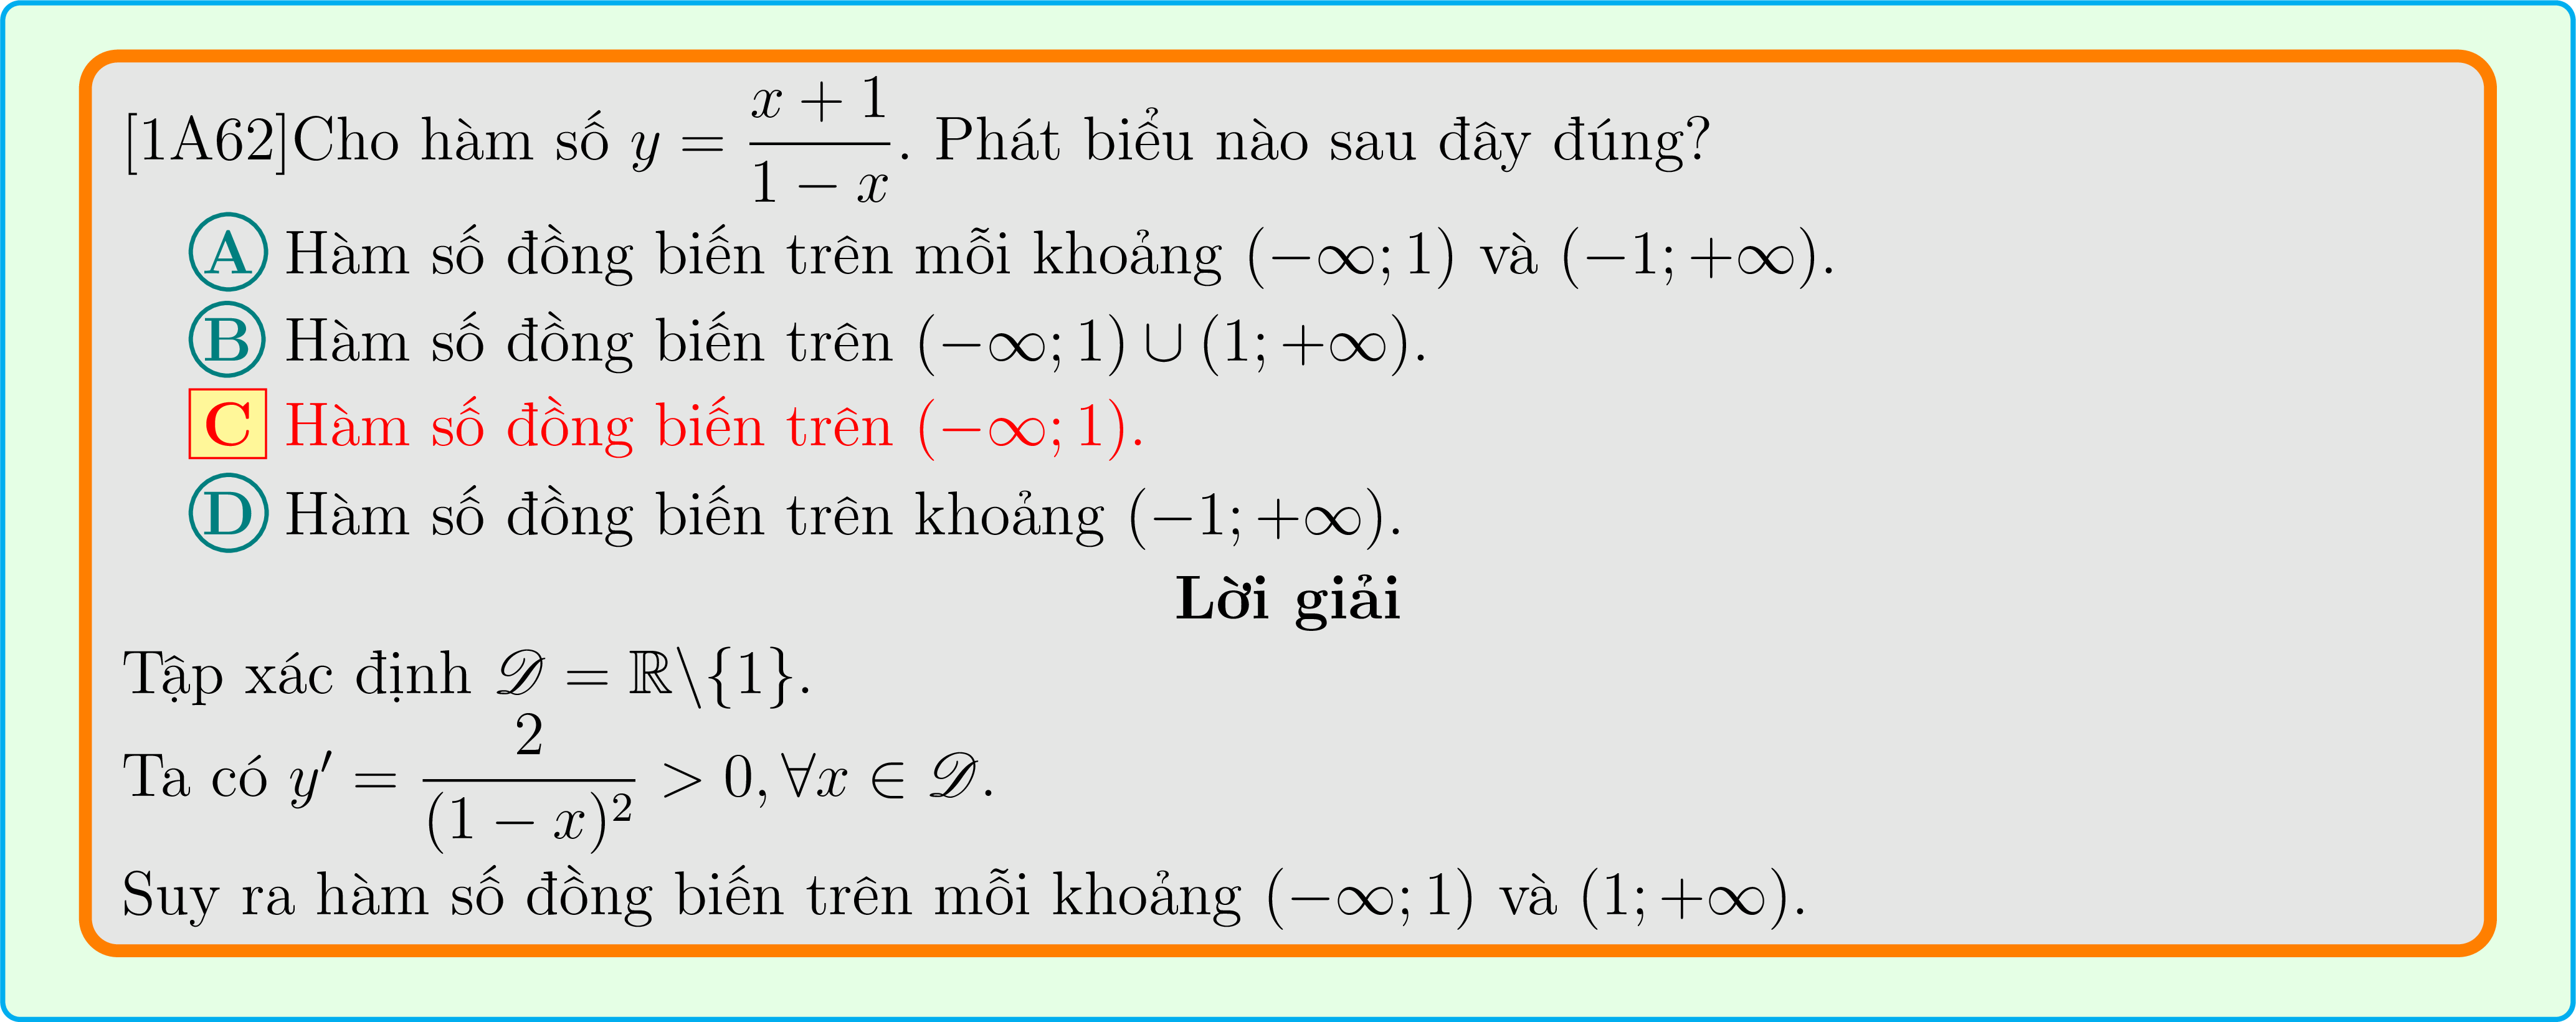 [1A62]Cho hàm số $y = \dfrac{x+1}{1-x}$. Phát biểu nào sau đây đúng?
A Hàm số đồng biến trên mỗi khoảng $(-\infty; 1)$ và $(-1; +\infty)$.
B Hàm số đồng biến trên $(-\infty; 1) \cup (1; +\infty)$.
C Hàm số đồng biến trên $(-\infty; 1)$.
D Hàm số đồng biến trên khoảng $(-1; +\infty)$.
Lời giải
Tập xác định $\mathscr{D} = \mathbb{R} \backslash \{1\}$.
Ta có $y' = \dfrac{2}{(1-x)^2} > 0, \forall x \in \mathscr{D}$.
Suy ra hàm số đồng biến trên mỗi khoảng $(-\infty; 1)$ và $(1; +\infty)$.